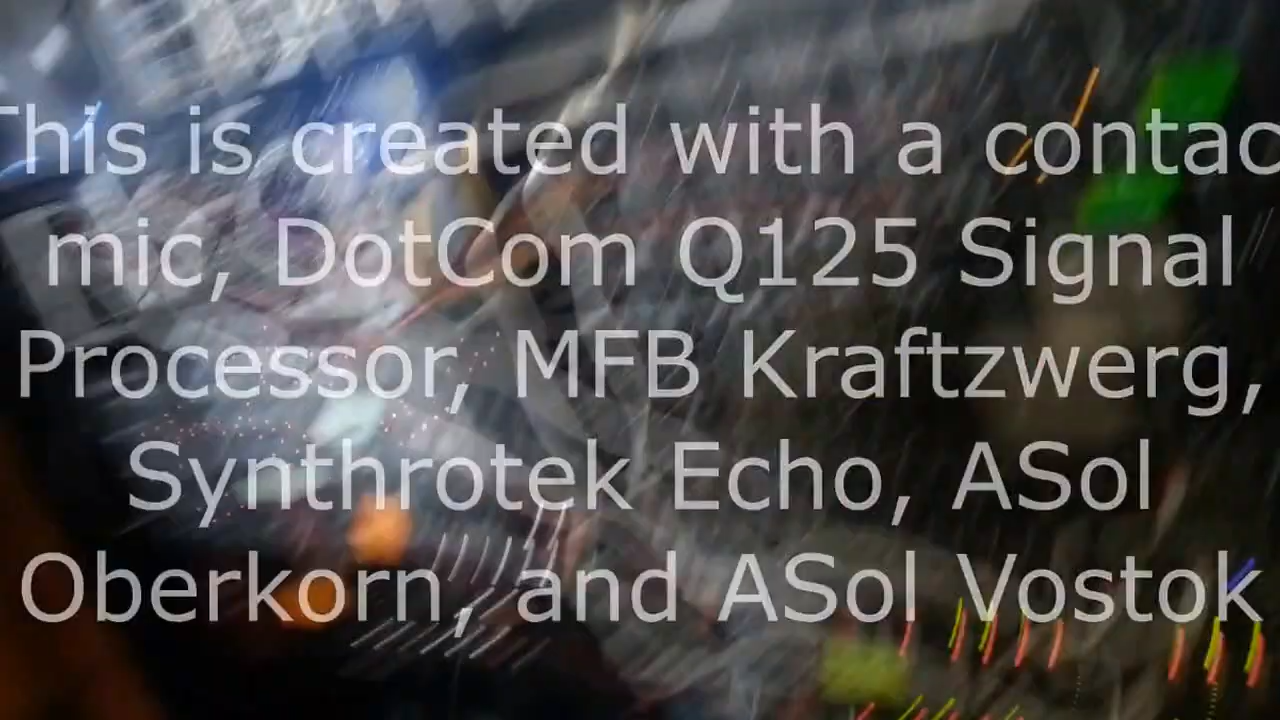 This is created with a contac
mic, DotCom Q125 Signal
Processor, MFB Kraftzwerg,
Synthrotek Echo, ASol
Oberkorn, and ASol Vostok